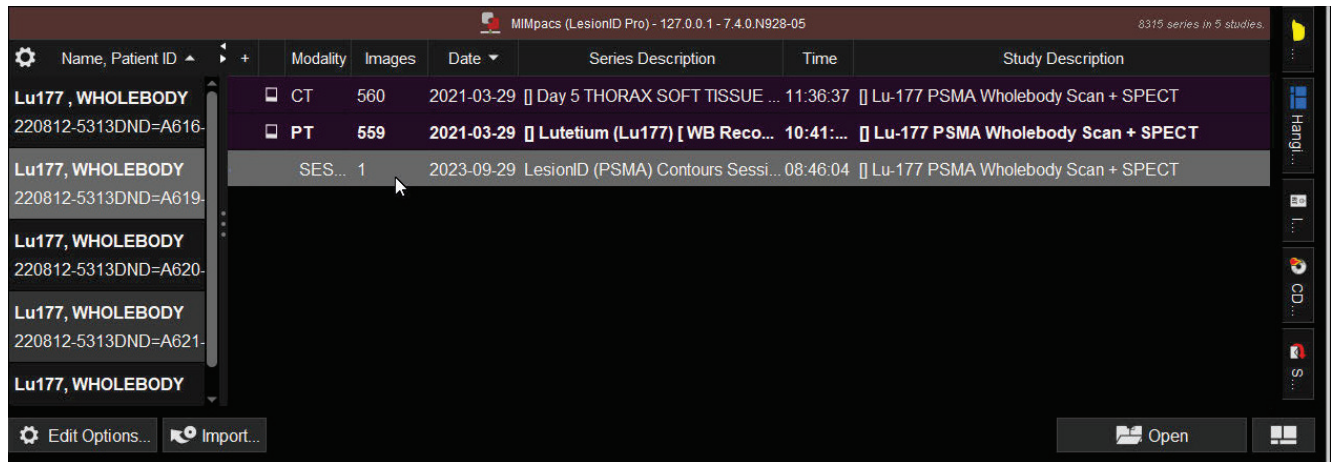 MIMpacs (LesionID Pro) - 127.0.0.1 - 7.4.0.N928-05 8315 series in 5 studies.
Name, Patient ID + Modality Images Date Series Description Time Study Description
Lu177 , WHOLEBODY
220812-5313DND=A616-
Lu177, WHOLEBODY
220812-5313DND=A619-
Lu177, WHOLEBODY
220812-5313DND=A620-
Lu177, WHOLEBODY
220812-5313DND=A621-
Lu177, WHOLEBODY
CT 560 2021-03-29 [] Day 5 THORAX SOFT TISSUE ... 11:36:37 [] Lu-177 PSMA Wholebody Scan + SPECT
PT 559 2021-03-29 [] Lutetium (Lu177) [ WB Reco... 10:41:... [] Lu-177 PSMA Wholebody Scan + SPECT
SES... 1 2023-09-29 LesionID (PSMA) Contours Sessi... 08:46:04 [] Lu-177 PSMA Wholebody Scan + SPECT
...
Hangi...
I...
CD...
S...
Edit Options... Import... Open